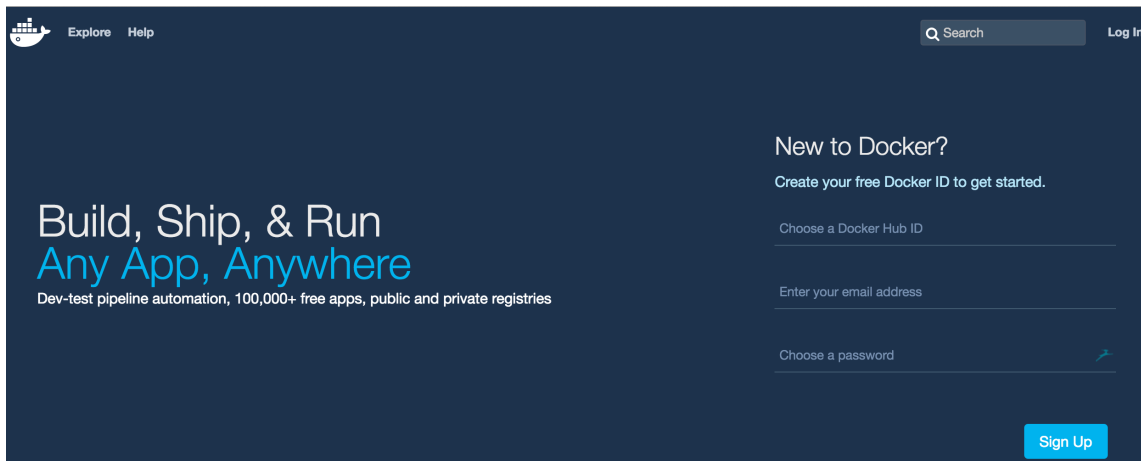 Explore Help
Search
Log In
New to Docker?
Create your free Docker ID to get started.
Choose a Docker Hub ID
Enter your email address
Choose a password
Sign Up
Build, Ship, & Run
Any App, Anywhere
Dev-test pipeline automation, 100,000+ free apps, public and private registries